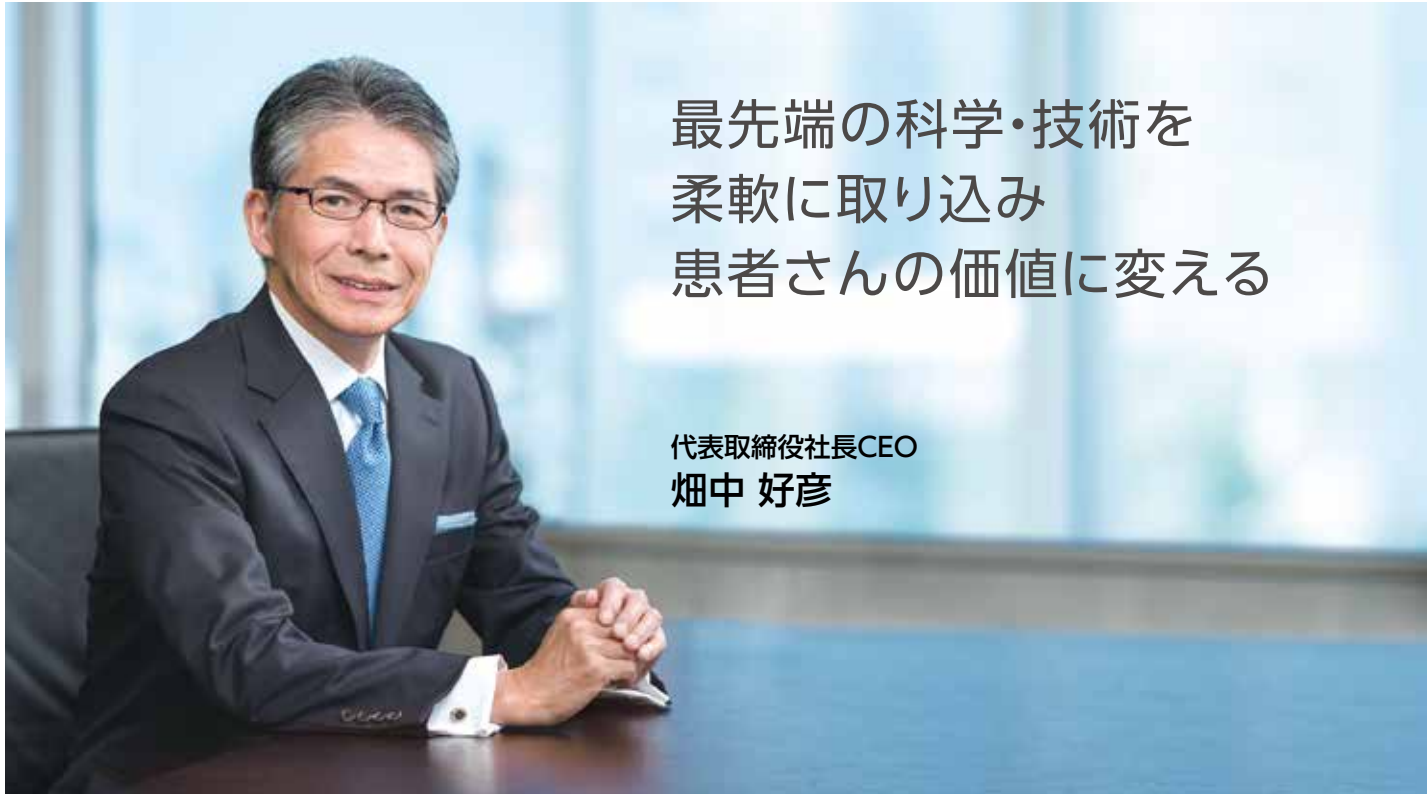 最先端の科学・技術を
柔軟に取り込み
患者さんの価値に変える
代表取締役社長CEO
畑中 好彦